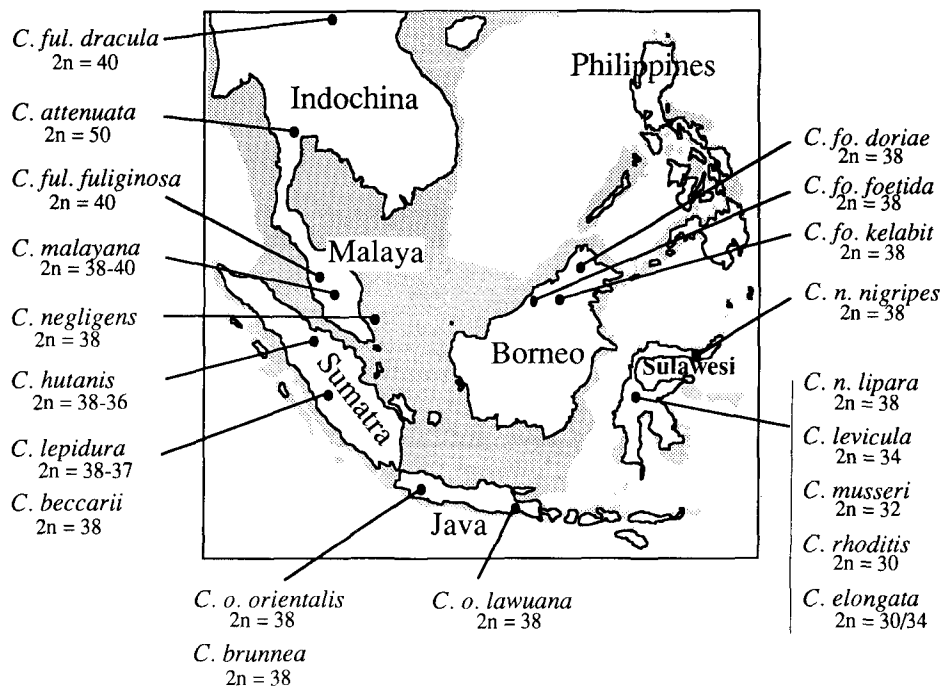 C. ful. dracula
2n = 40
C. attenuata
2n = 50
C. ful. fuliginosa
2n = 40
C. malayana
2n = 38-40
C. negligens
2n = 38
C. hutanis
2n = 38-36
C. lepidura
2n = 38-37
C. beccarii
2n = 38
Indochina
Philippines
Malaya
Borneo
Sulawesi
Sumatra
Java
C. fo. doriae
2n = 38
C. fo. foetida
2n = 38
C. fo. kelabit
2n = 38
C. n. nigripes
2n = 38
C. n. lipara
2n = 38
C. levicula
2n = 34
C. musseri
2n = 32
C. rhoditis
2n = 30
C. elongata
2n = 30/34
C. o. orientalis
2n = 38
C. brunnea
2n = 38
C. o. lawuana
2n = 38